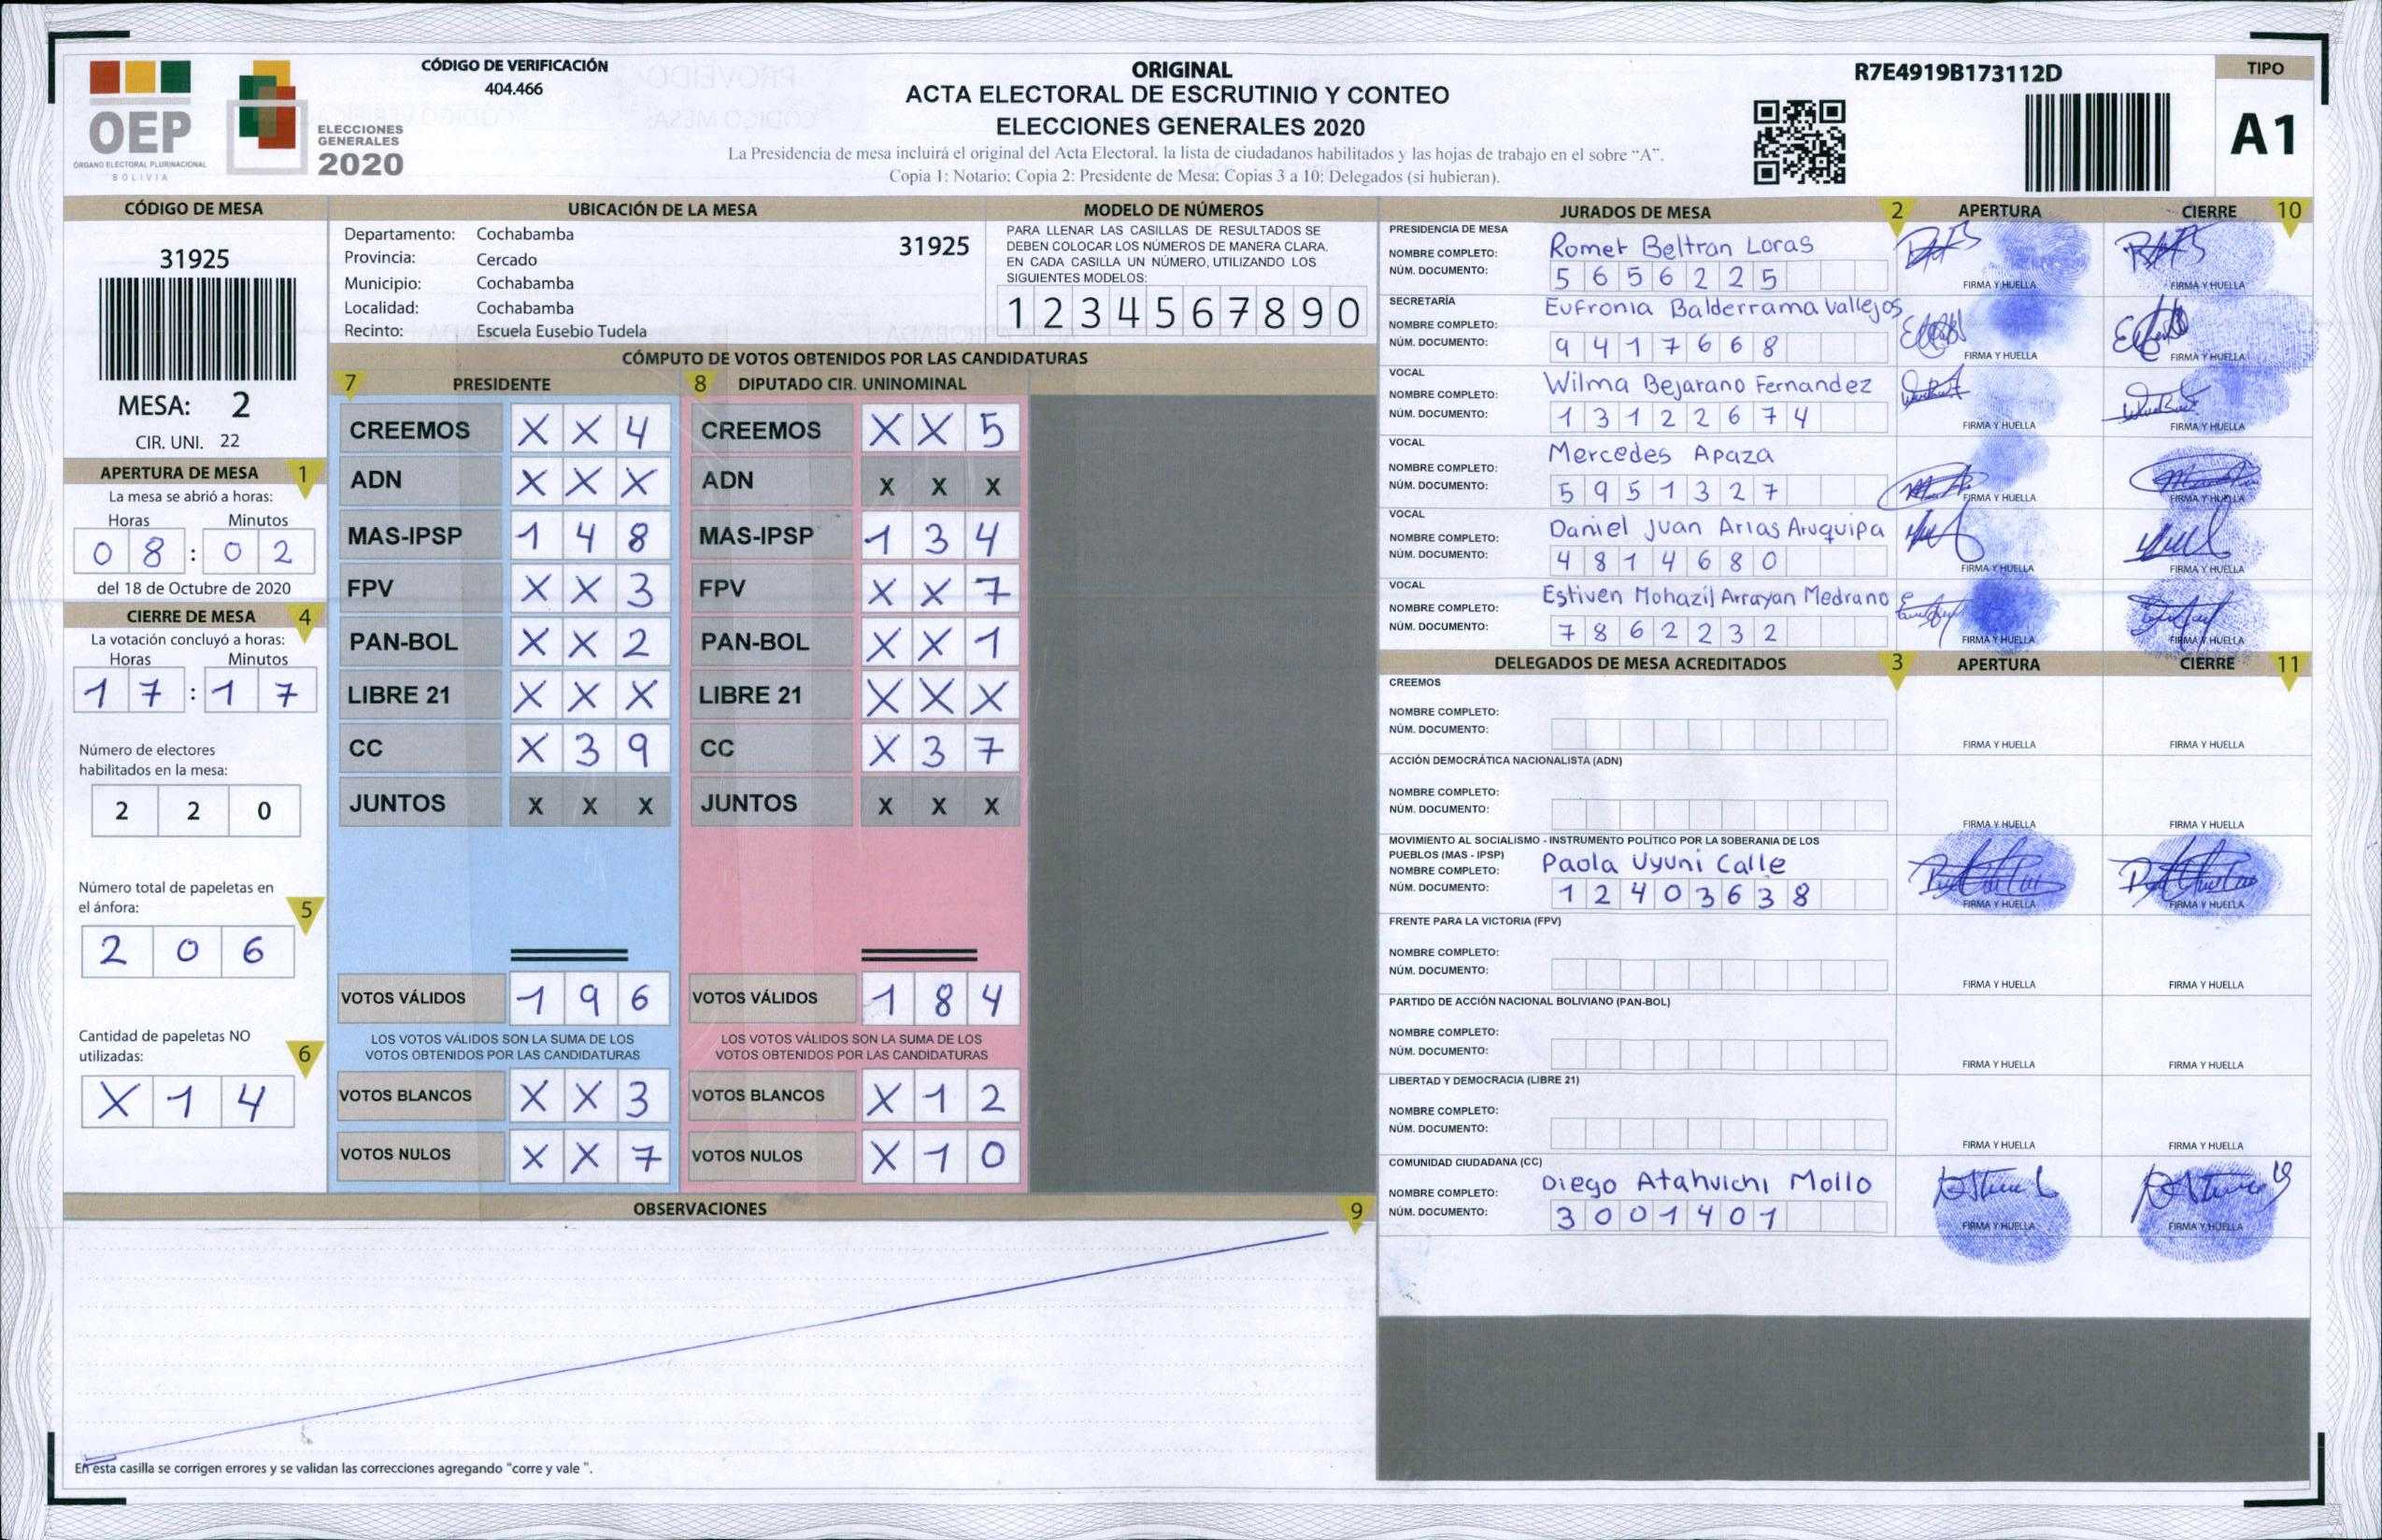 OEP
ÓRGANO ELECTORAL PLURINACIONAL
BOLIVIA
ELECCIONES
GENERALES
2020
CÓDIGO DE VERIFICACIÓN
404.466
ORIGINAL
ACTA ELECTORAL DE ESCRUTINIO Y CONTEO
ELECCIONES GENERALES 2020
La Presidencia de mesa incluirá el original del Acta Electoral, la lista de ciudadanos habilitados y las hojas de trabajo en el sobre "A".
Copia 1: Notario; Copia 2: Presidente de Mesa; Copias 3 a 10: Delegados (si hubieran).
R7E4919B173112D
TIPO
A1
CÓDIGO DE MESA
31925
MESA: 2
CIR. UNI. 22
APERTURA DE MESA 1
La mesa se abrió a horas:
Horas Minutos
0 8 : 0 2
del 18 de Octubre de 2020
CIERRE DE MESA 4
La votación concluyó a horas:
Horas Minutos
1 7 : 1 7
Número de electores
habilitados en la mesa:
2 2 0
Número total de papeletas en
el ánfora: 5
2 0 6
Cantidad de papeletas NO
utilizadas: 6
X 1 4
UBICACIÓN DE LA MESA
Departamento: Cochabamba 31925
Provincia: Cercado
Municipio: Cochabamba
Localidad: Cochabamba
Recinto: Escuela Eusebio Tudela
MODELO DE NÚMEROS
PARA LLENAR LAS CASILLAS DE RESULTADOS SE
DEBEN COLOCAR LOS NÚMEROS DE MANERA CLARA.
EN CADA CASILLA UN NÚMERO, UTILIZANDO LOS
SIGUIENTES MODELOS:
1 2 3 4 5 6 7 8 9 0
CÓMPUTO DE VOTOS OBTENIDOS POR LAS CANDIDATURAS
7 PRESIDENTE 8 DIPUTADO CIR. UNINOMINAL
CREEMOS X X 4 CREEMOS X X 5
ADN X X X ADN X X X
MAS-IPSP 1 4 8 MAS-IPSP 1 3 4
FPV X X 3 FPV X X 7
PAN-BOL X X 2 PAN-BOL X X 1
LIBRE 21 X X X LIBRE 21 X X X
CC X 3 9 CC X 3 7
JUNTOS X X X JUNTOS X X X
VOTOS VÁLIDOS 1 9 6 VOTOS VÁLIDOS 1 8 4
LOS VOTOS VÁLIDOS SON LA SUMA DE LOS LOS VOTOS VÁLIDOS SON LA SUMA DE LOS
VOTOS OBTENIDOS POR LAS CANDIDATURAS VOTOS OBTENIDOS POR LAS CANDIDATURAS
VOTOS BLANCOS X X 3 VOTOS BLANCOS X 1 2
VOTOS NULOS X X 7 VOTOS NULOS X 1 0
OBSERVACIONES 9
En esta casilla se corrigen errores y se validan las correcciones agregando "corre y vale ".
JURADOS DE MESA 2 APERTURA CIERRE 10
PRESIDENCIA DE MESA
NOMBRE COMPLETO: Romet Beltran Loras
NÚM. DOCUMENTO: 5 6 5 6 2 2 5
FIRMA Y HUELLA FIRMA Y HUELLA
SECRETARÍA
NOMBRE COMPLETO: Eufronia Balderrama Vallejos
NÚM. DOCUMENTO: 9 4 1 7 6 6 8
FIRMA Y HUELLA FIRMA Y HUELLA
VOCAL
NOMBRE COMPLETO: Wilma Bejarano Fernandez
NÚM. DOCUMENTO: 1 3 1 2 2 6 7 4
FIRMA Y HUELLA FIRMA Y HUELLA
VOCAL
NOMBRE COMPLETO: Mercedes Apaza
NÚM. DOCUMENTO: 5 9 5 1 3 2 7
FIRMA Y HUELLA FIRMA Y HUELLA
VOCAL
NOMBRE COMPLETO: Daniel Juan Arias Aruquipa
NÚM. DOCUMENTO: 4 8 1 4 6 8 0
FIRMA Y HUELLA FIRMA Y HUELLA
VOCAL
NOMBRE COMPLETO: Estiven Mohazil Arrayan Medrano
NÚM. DOCUMENTO: 7 8 6 2 2 3 2
FIRMA Y HUELLA FIRMA Y HUELLA
DELEGADOS DE MESA ACREDITADOS 3 APERTURA CIERRE 11
CREEMOS
NOMBRE COMPLETO:
NÚM. DOCUMENTO:
FIRMA Y HUELLA FIRMA Y HUELLA
ACCIÓN DEMOCRÁTICA NACIONALISTA (ADN)
NOMBRE COMPLETO:
NÚM. DOCUMENTO:
FIRMA Y HUELLA FIRMA Y HUELLA
MOVIMIENTO AL SOCIALISMO - INSTRUMENTO POLÍTICO POR LA SOBERANIA DE LOS
PUEBLOS (MAS - IPSP)
NOMBRE COMPLETO: Paola Uyuni Calle
NÚM. DOCUMENTO: 1 2 4 0 3 6 3 8
FIRMA Y HUELLA FIRMA Y HUELLA
FRENTE PARA LA VICTORIA (FPV)
NOMBRE COMPLETO:
NÚM. DOCUMENTO:
FIRMA Y HUELLA FIRMA Y HUELLA
PARTIDO DE ACCIÓN NACIONAL BOLIVIANO (PAN-BOL)
NOMBRE COMPLETO:
NÚM. DOCUMENTO:
FIRMA Y HUELLA FIRMA Y HUELLA
LIBERTAD Y DEMOCRACIA (LIBRE 21)
NOMBRE COMPLETO:
NÚM. DOCUMENTO:
FIRMA Y HUELLA FIRMA Y HUELLA
COMUNIDAD CIUDADANA (CC)
NOMBRE COMPLETO: Diego Atahuichi Mollo
NÚM. DOCUMENTO: 3 0 0 1 4 0 1
FIRMA Y HUELLA FIRMA Y HUELLA